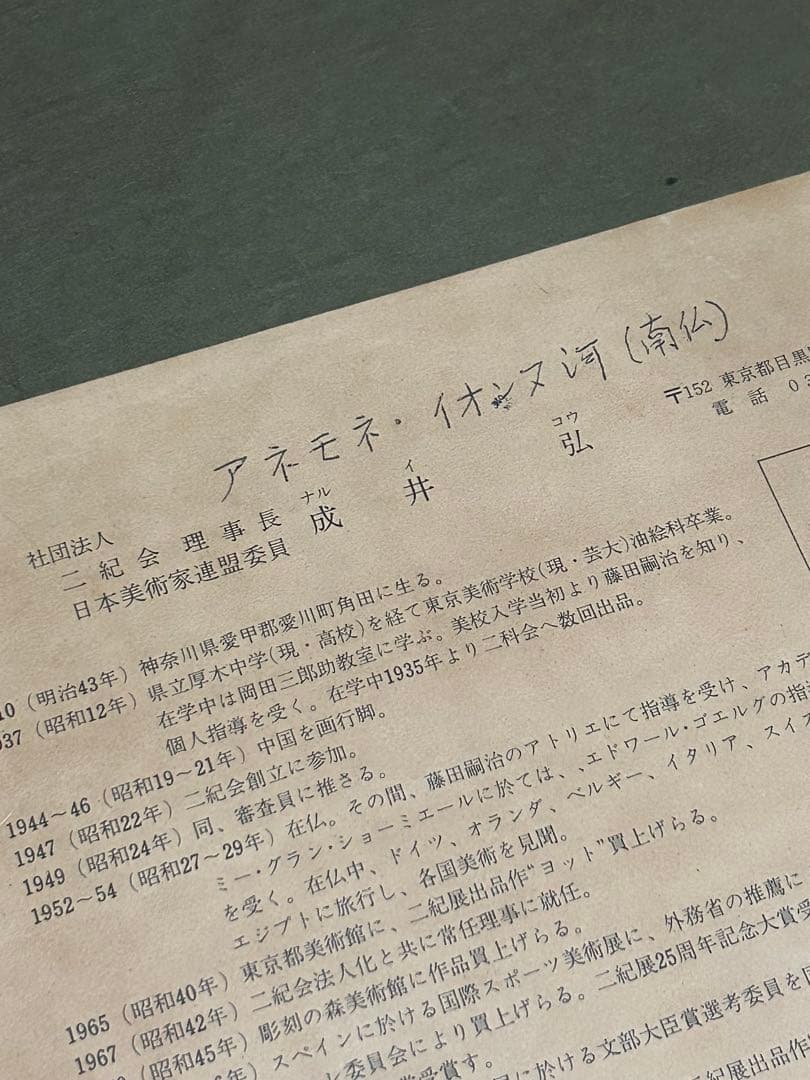 アネモネ・イオンヌ河(南仏)
〒152 東京都目黒
電話 03
社団法人
二紀会 理事長
日本美術家連盟委員
ナル イ コウ
成井 弘
10(明治43年)神奈川県愛甲郡愛川町角田に生る。
937(昭和12年)県立厚木中学(現・高校)を経て東京美術学校(現・芸大)油絵科卒業。
在学中は岡田三郎助教室に学ぶ。美校入学当初より藤田嗣治を知り、
個人指導を受く。在学中1935年より二科会へ数回出品。
1944～46(昭和19～21年)中国を画行脚。
1947(昭和22年)二紀会創立に参加。
1949(昭和24年)同、審査員に推さる。
1952～54(昭和27～29年)在仏。その間、藤田嗣治のアトリエにて指導を受け、アカデ
ミー・グラン・ショーミエールに於ては、、エドワール・ゴエルグの指導
を受く。在仏中、ドイツ、オランダ、ベルギー、イタリア、スイ
エジプトに旅行し、各国美術を見聞。
1965(昭和40年)東京都美術館に、二紀展出品作“ヨット”買上げらる。
1967(昭和42年)二紀会法人化と共に常任理事に就任。
昭和45年)彫刻の森美術館に作品買上げらる。
スペインに於ける国際スポーツ美術展に、外務省の推薦に
委員会により買上げらる。二紀展25周年記念大賞受
受賞す。
に於ける文部大臣賞選考委員を
二紀展出品